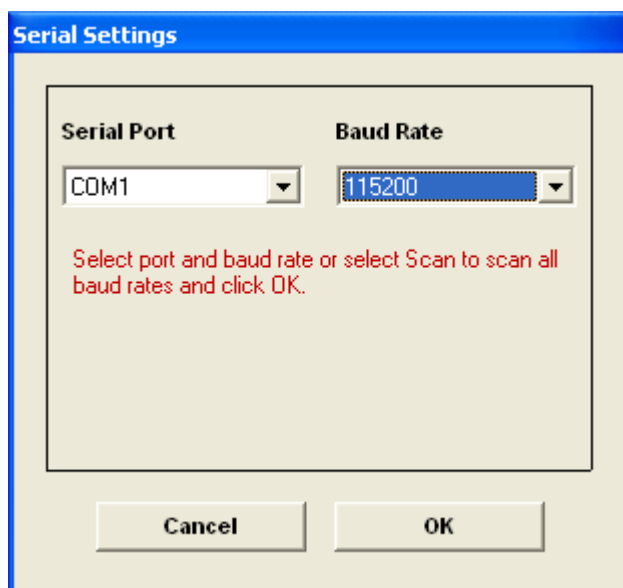 Serial Settings
Serial Port Baud Rate
COM1 115200
Select port and baud rate or select Scan to scan all
baud rates and click OK.
Cancel OK